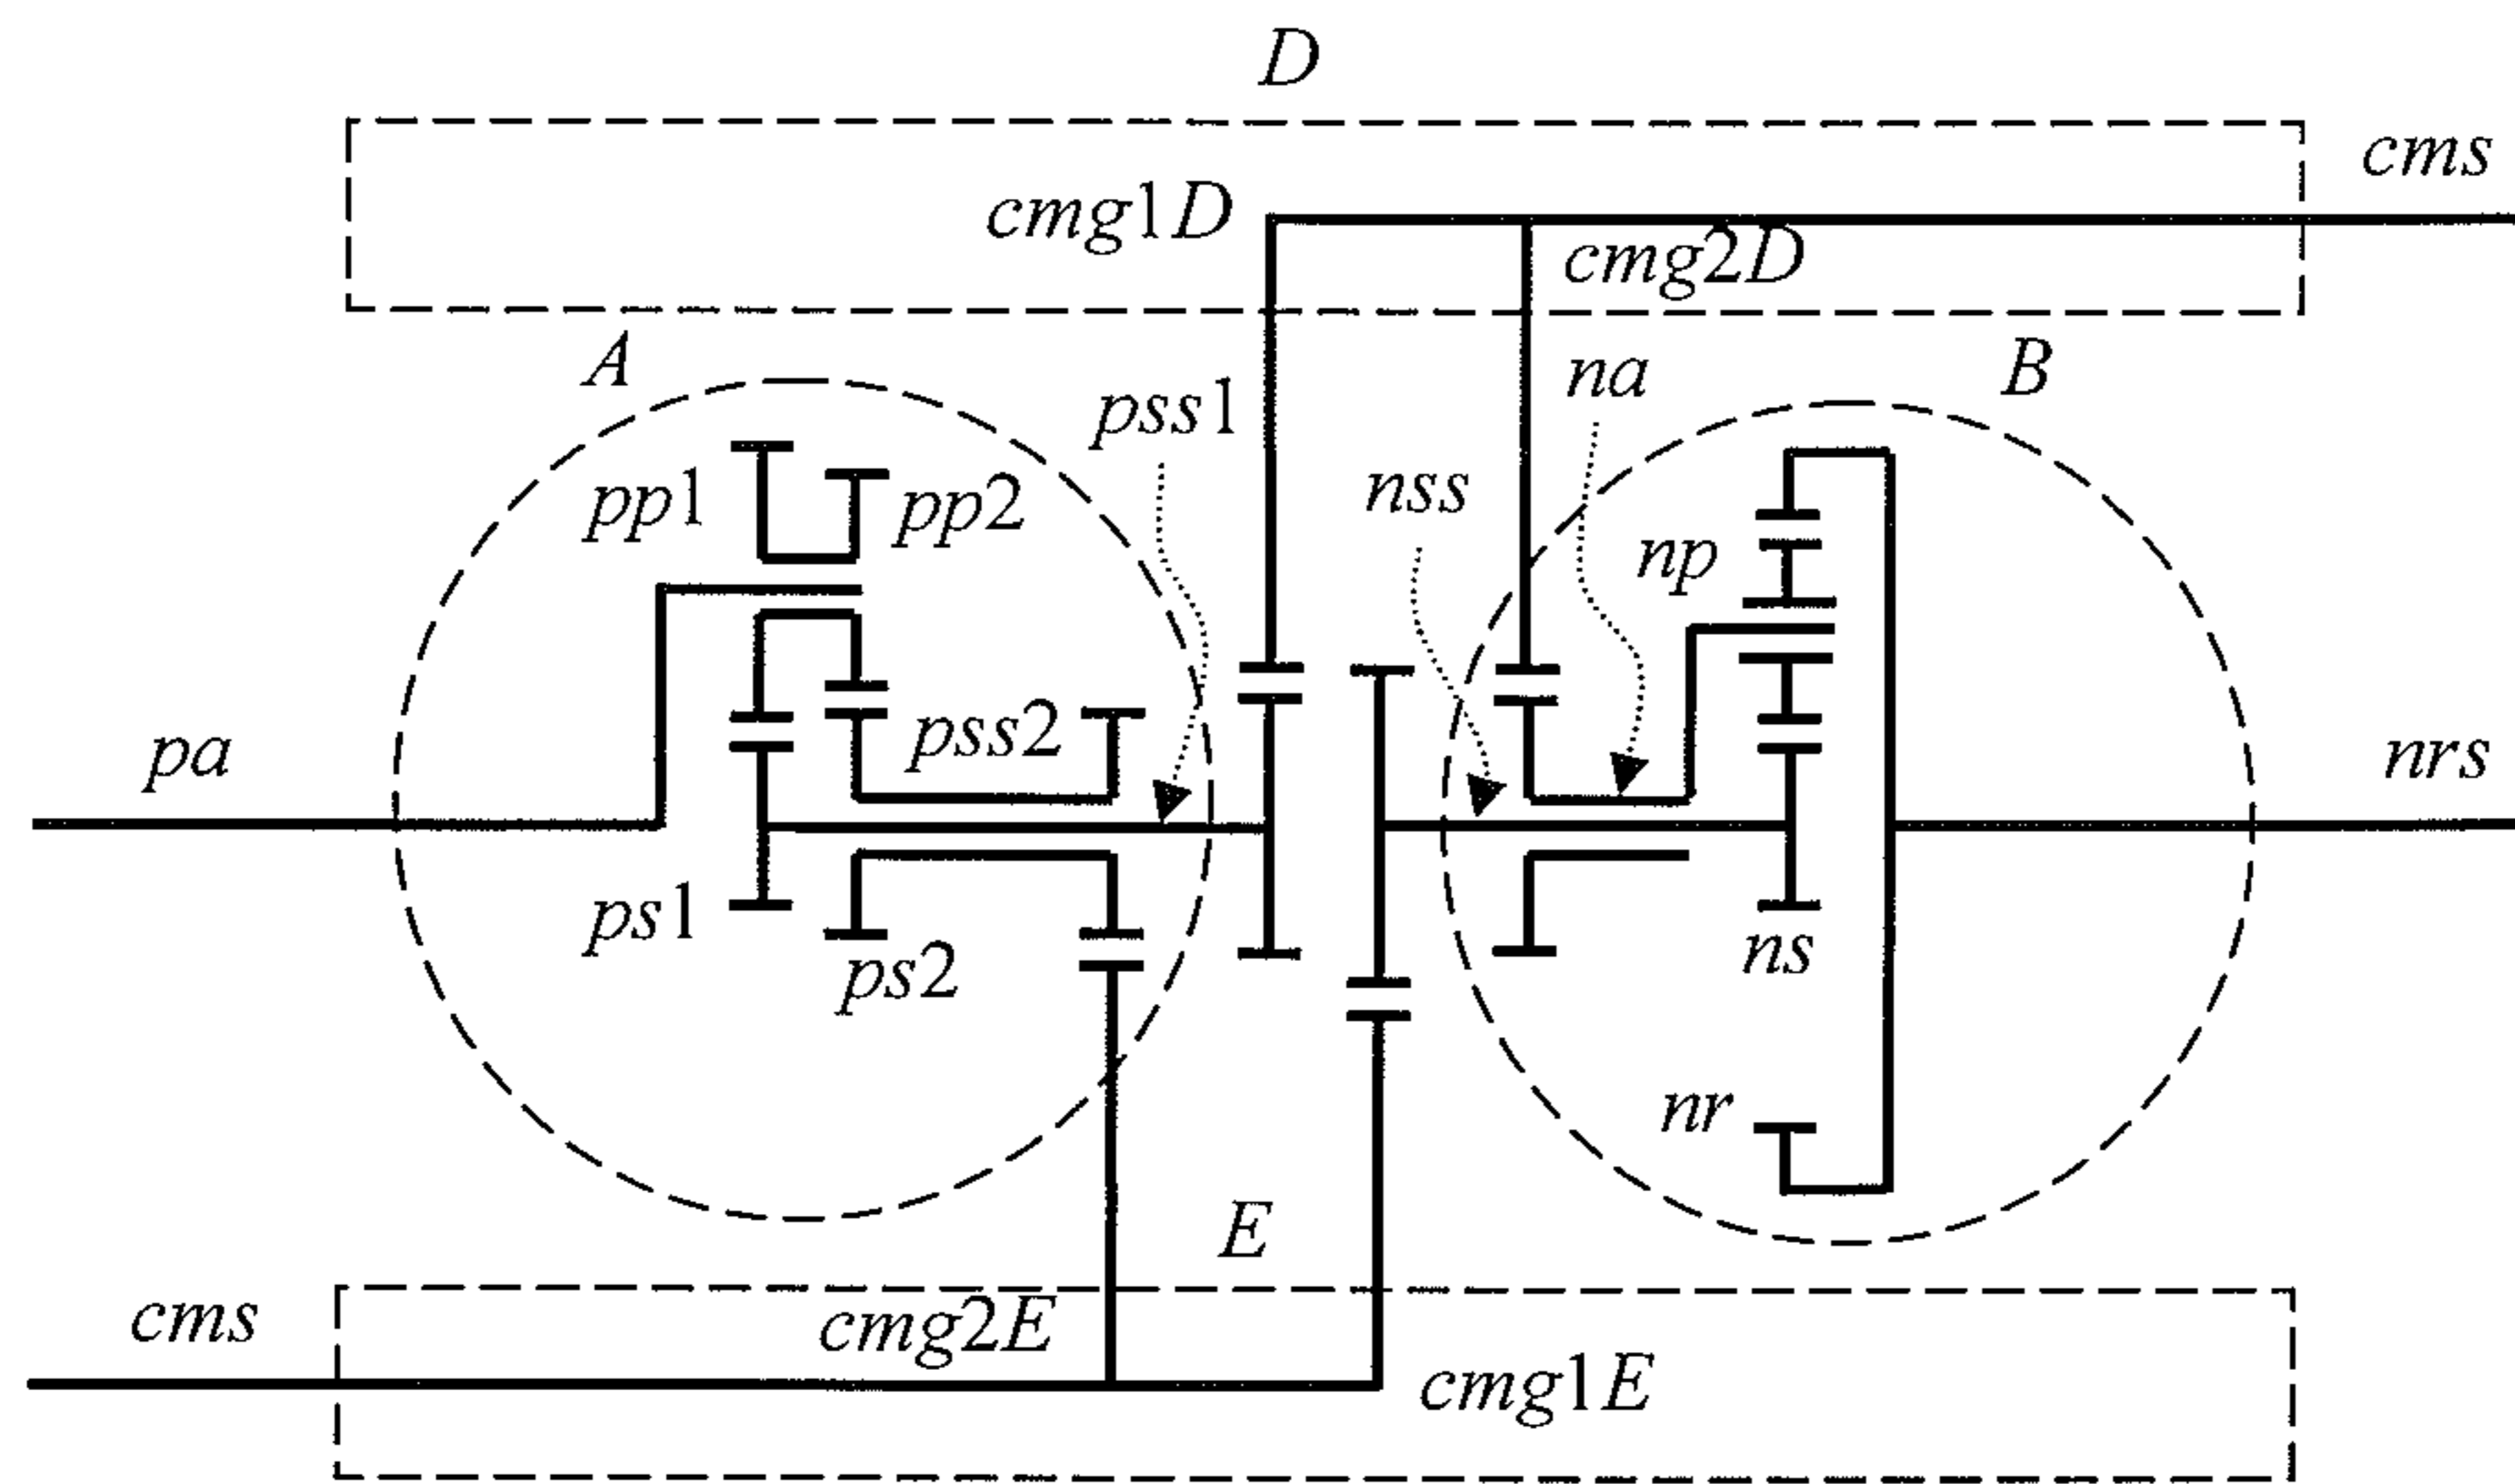 D
cms
cmg1D
cmg2D
A
B
pss1
na
nss
pp1
pp2
np
pss2
pa
nrs
ps1
ps2
ns
nr
E
cms
cmg2E
cmg1E